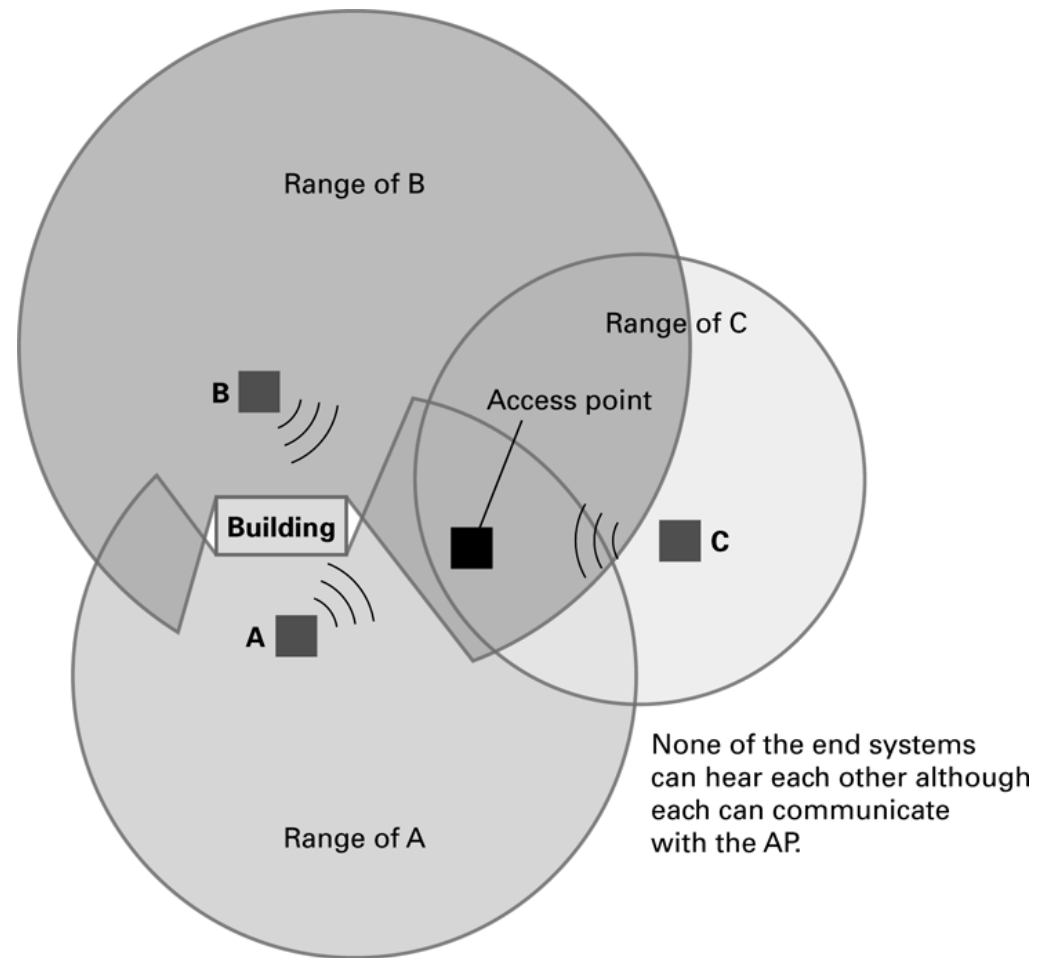 Range of B
Range of C
Access point
B
Building
C
A
None of the end systems
can hear each other although
each can communicate
with the AP.
Range of A